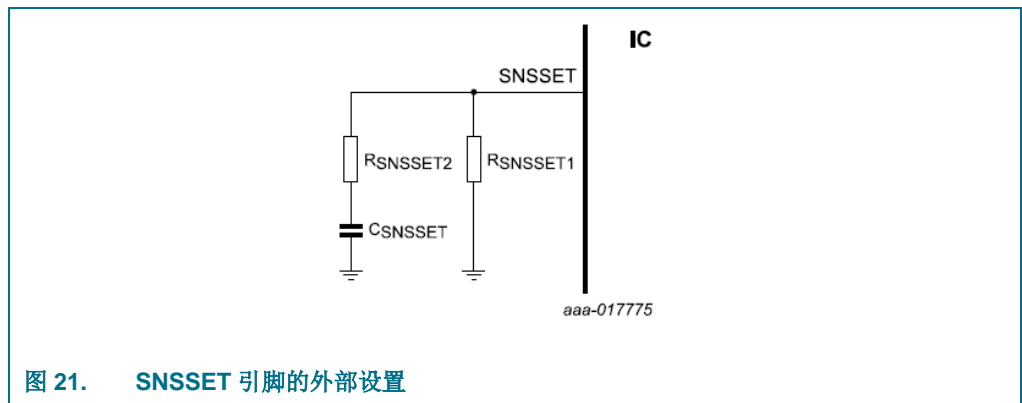 IC
SNSSET
RSNSSET2
RSNSSET1
CSNSSET
aaa-017775
图 21. SNSSET 引脚的外部设置